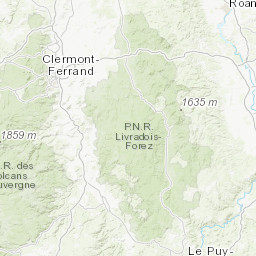 Roan
Clermont-
Ferrand
1635 m
P.N.R.
Livradois-
Forez
1859 m
.R. des
olcans
uvergne
Le Puy-